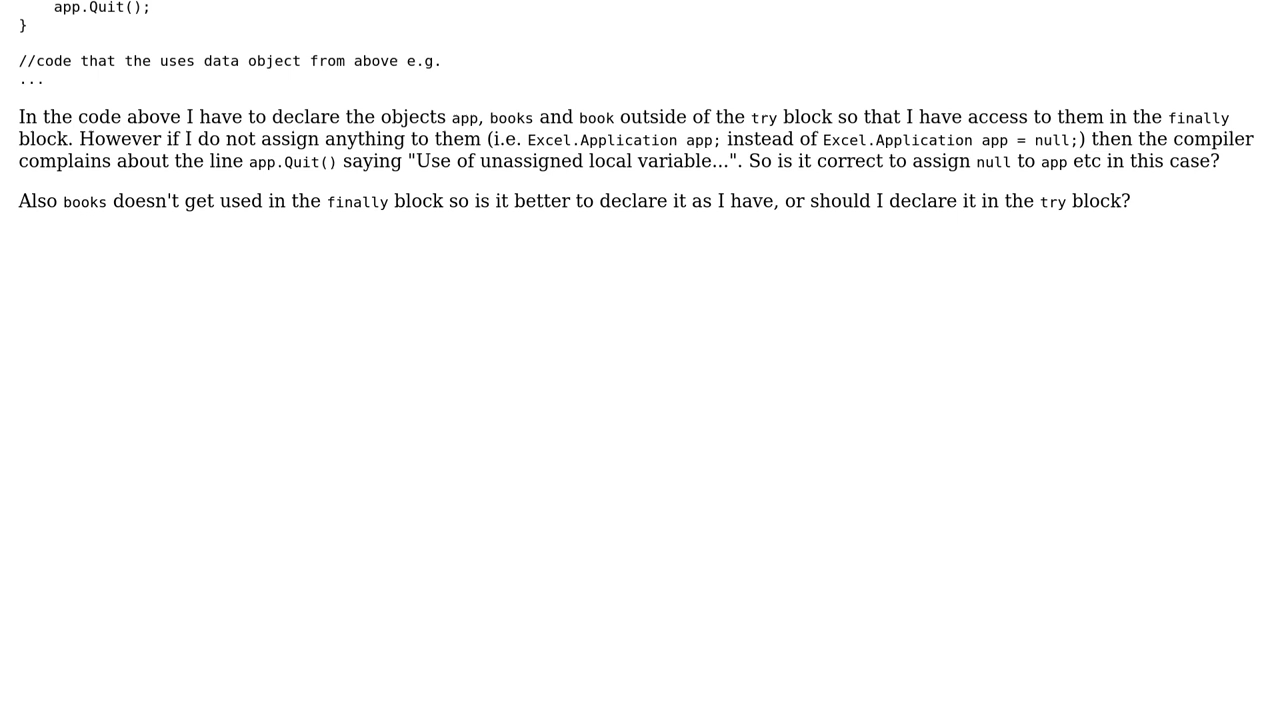 app.Quit();
}
//code that the uses data object from above e.g.
...
In the code above I have to declare the objects app, books and book outside of the try block so that I have access to them in the finally
block. However if I do not assign anything to them (i.e. Excel.Application app; instead of Excel.Application app = null;) then the compiler
complains about the line app.Quit() saying "Use of unassigned local variable...". So is it correct to assign null to app etc in this case?
Also books doesn't get used in the finally block so is it better to declare it as I have, or should I declare it in the try block?